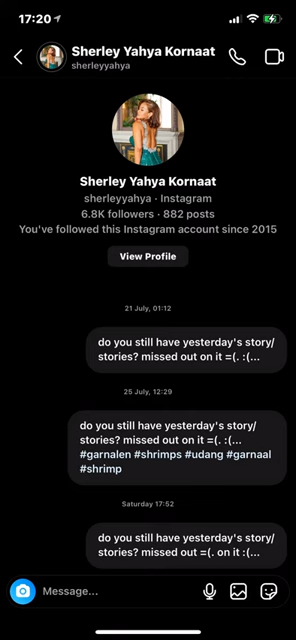 17:20
Sherley Yahya Kornaat
sherleyyahya
Sherley Yahya Kornaat
sherleyyahya · Instagram
6.8K followers · 882 posts
You've followed this Instagram account since 2015
View Profile
21 July, 01:12
do you still have yesterday's story/
stories? missed out on it =(. :(...
25 July, 12:29
do you still have yesterday's story/
stories? missed out on it =(. :(...
#garnalen #shrimps #udang #garnaal
#shrimp
Saturday 17:52
do you still have yesterday's story/
stories? missed out =(. on it :(...
Message...